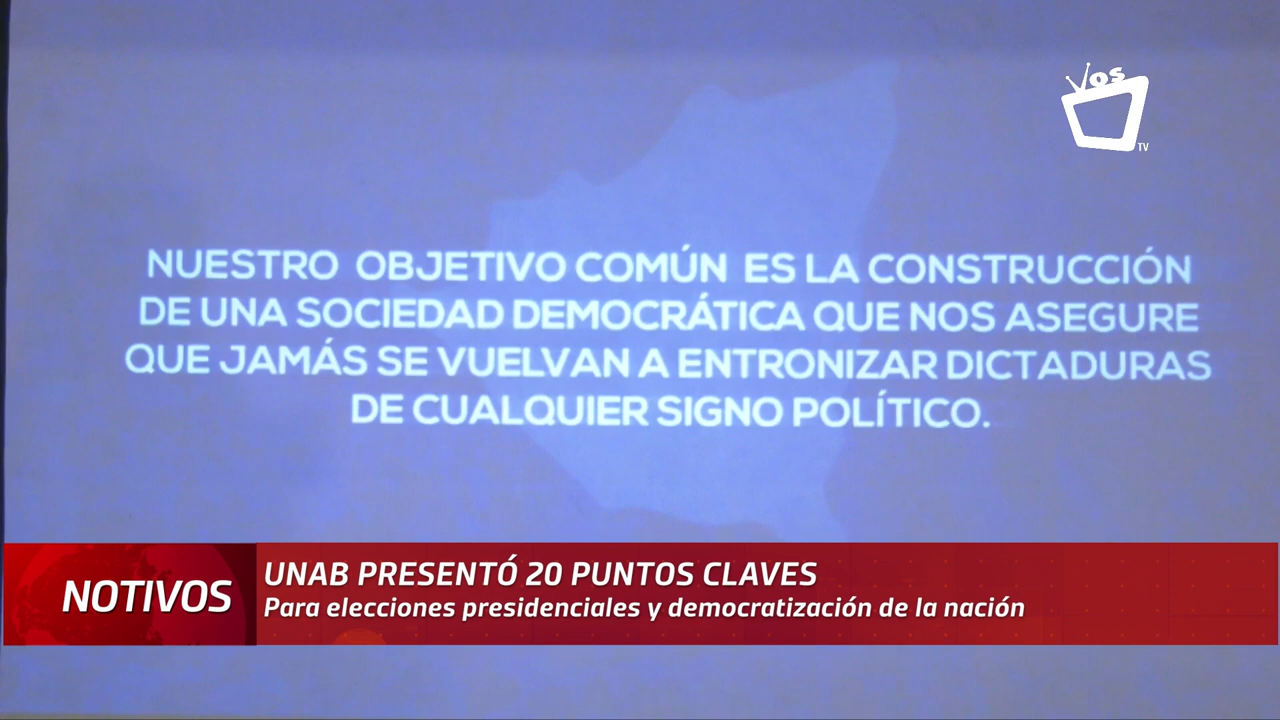 VOS
TV
NUESTRO OBJETIVO COMÚN ES LA CONSTRUCCIÓN
DE UNA SOCIEDAD DEMOCRÁTICA QUE NOS ASEGURE
QUE JAMÁS SE VUELVAN A ENTRONIZAR DICTADURAS
DE CUALQUIER SIGNO POLÍTICO.
NOTIVOS
UNAB PRESENTÓ 20 PUNTOS CLAVES
Para elecciones presidenciales y democratización de la nación